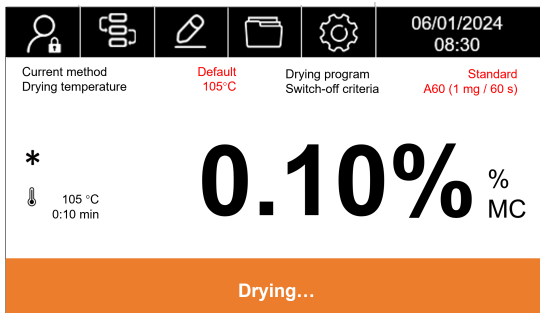 06/01/2024
08:30
Current method Default Drying program Standard
Drying temperature 105°C Switch-off criteria A60 (1 mg / 60 s)
*
0.10% %
MC
105 °C
0:10 min
Drying...